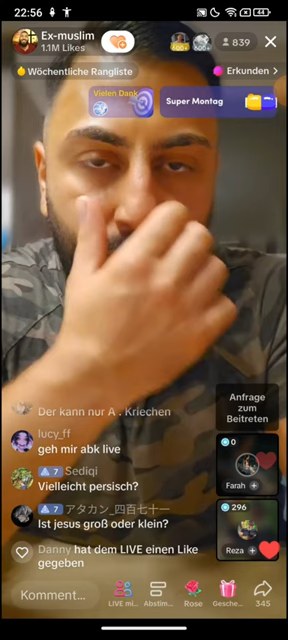 22:56
44
Ex-muslim
1.1M Likes
600+
839
Wöchentliche Rangliste
Erkunden >
Vielen Dank
Super Montag
Der kann nur A . Kriechen
Anfrage
zum
Beitreten
lucy_ff
geh mir abk live
0
7 Sediqi
Vielleicht persisch?
Farah +
7 アタカン_四百七十一
Ist jesus groß oder klein?
296
Danny hat dem LIVE einen Like
gegeben
Reza +
Komment...
LIVE mi...
Abstim...
Rose
Gesche...
345